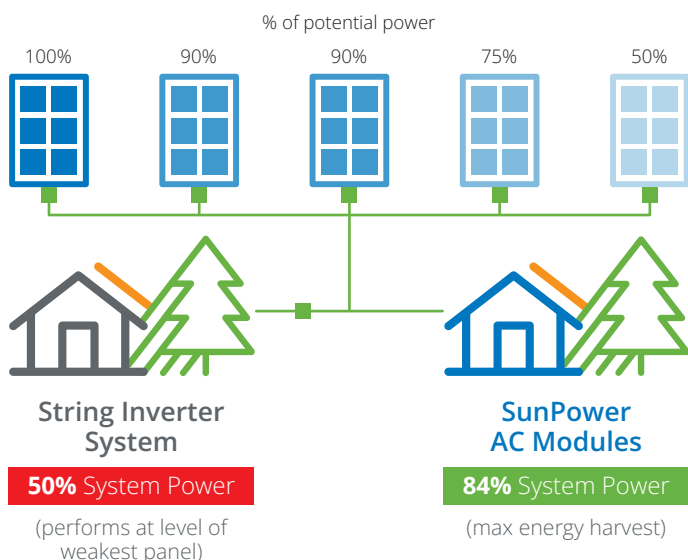 % of potential power
100% 90% 90% 75% 50%
String Inverter
System
50% System Power
(performs at level of
weakest panel)
SunPower
AC Modules
84% System Power
(max energy harvest)